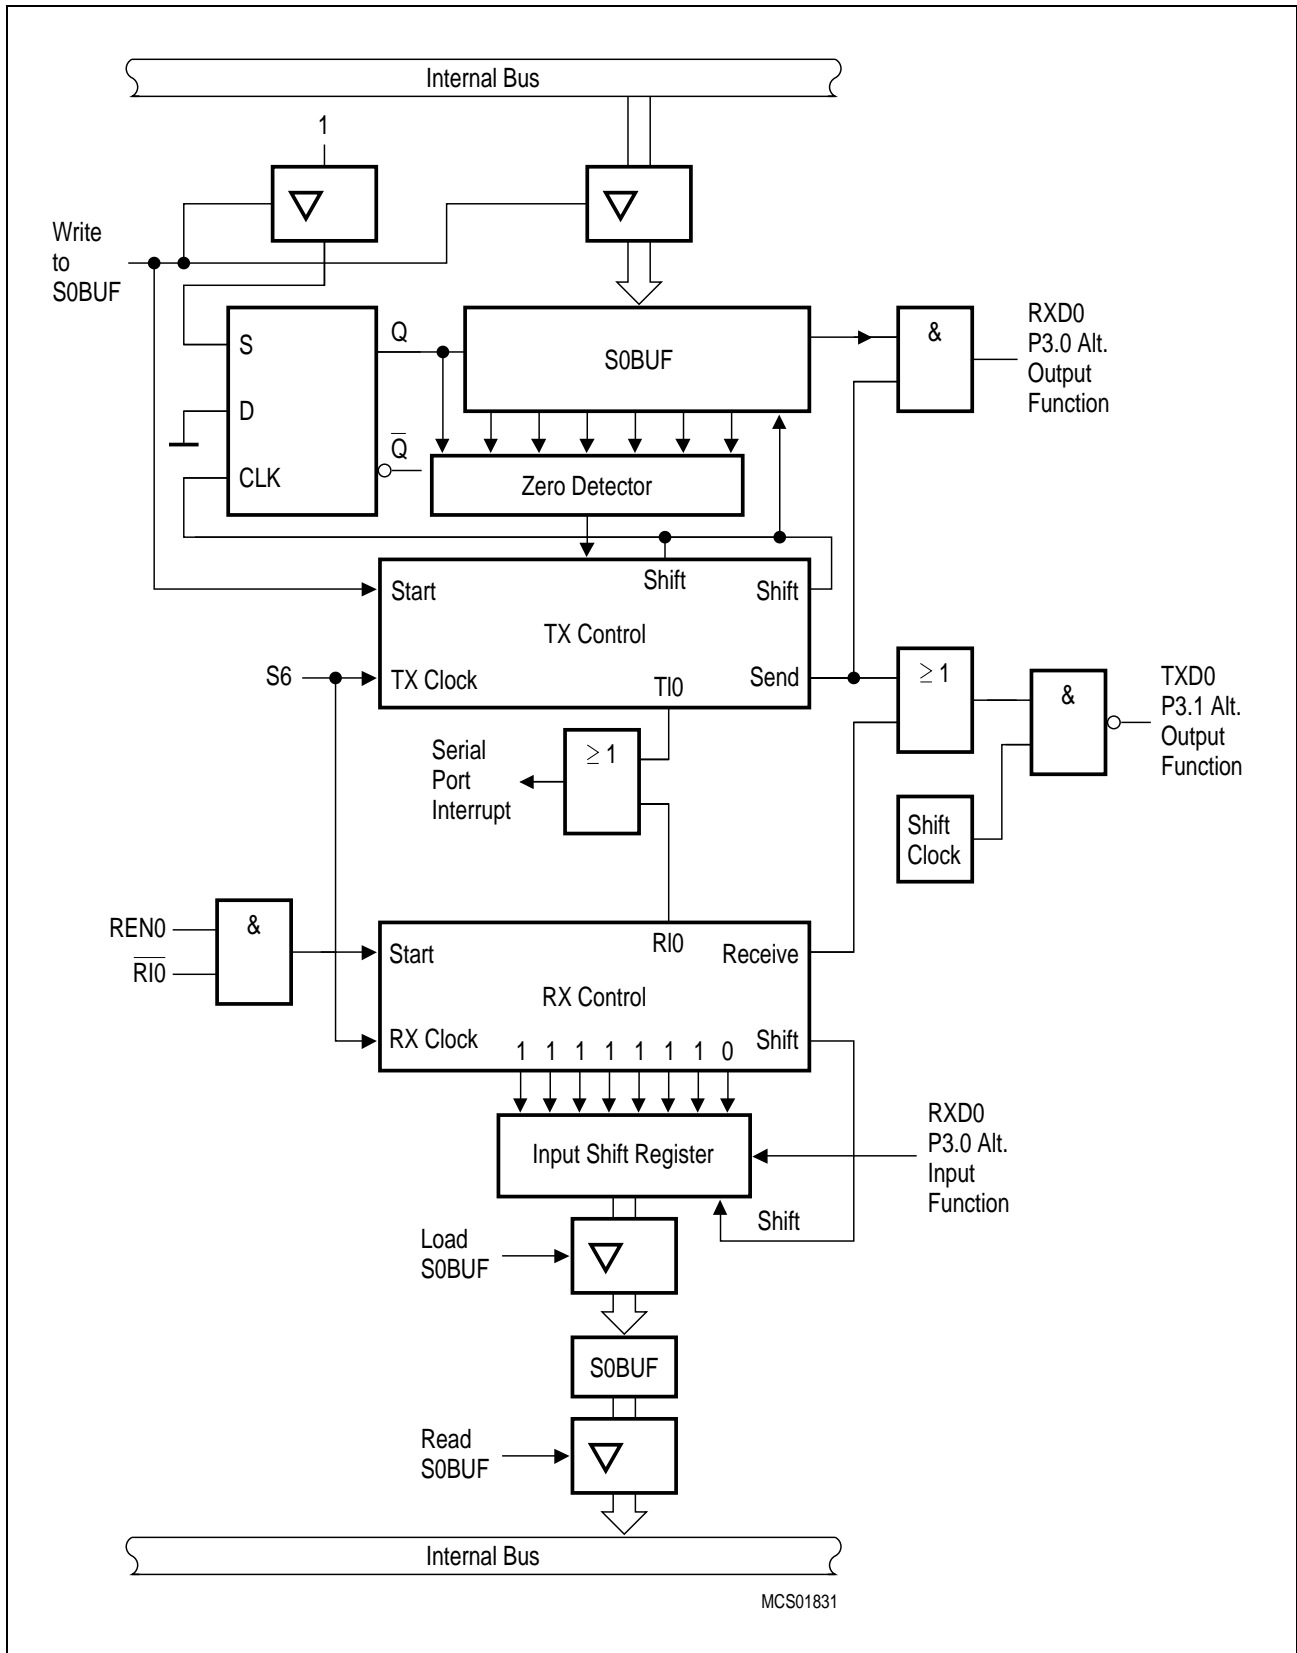 Internal Bus
1
Write
to
S0BUF
S
D
CLK
Q
Q̅
S0BUF
&
RXD0
P3.0 Alt.
Output
Function
Zero Detector
Start
Shift
Shift
TX Control
S6
TX Clock
TI0
Send
≥ 1
&
TXD0
P3.1 Alt.
Output
Function
Serial
Port
Interrupt
≥ 1
Shift
Clock
REN0
R̅I̅0̅
&
Start
RI0
Receive
RX Control
RX Clock
1 1 1 1 1 1 1 0
Shift
Input Shift Register
RXD0
P3.0 Alt.
Input
Function
Shift
Load
S0BUF
S0BUF
Read
S0BUF
Internal Bus
MCS01831